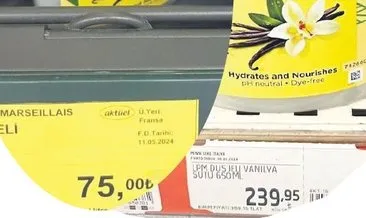 MARSEILLAIS
ELİ
aktüel
Ü.Yeri
Fransa
F.D.Tarihi:
11.05.2024
75,00₺
Hydrates and Nourishes
pH neutral • Dye-free
LPM DUŞ JELİ VANİLYA
SÜTÜ 650ML
239,95